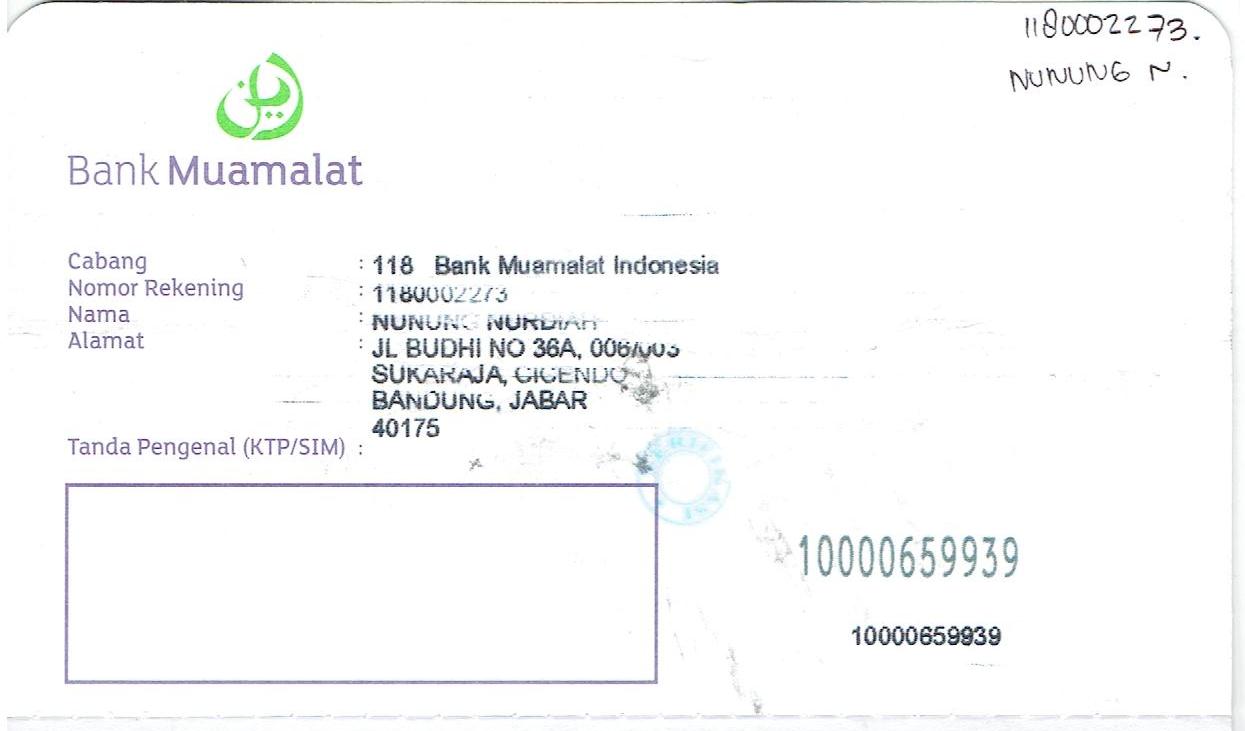 1180002273.
NUNUNG N.
Bank Muamalat
Cabang : 118 Bank Muamalat Indonesia
Nomor Rekening : 1180002273
Nama : NUNUNG NURDIAH
Alamat : JL BUDHI NO 36A, 006/003
SUKARAJA, CICENDO
BANDUNG, JABAR
40175
Tanda Pengenal (KTP/SIM) :
VERIFIKASI
10000659939
10000659939